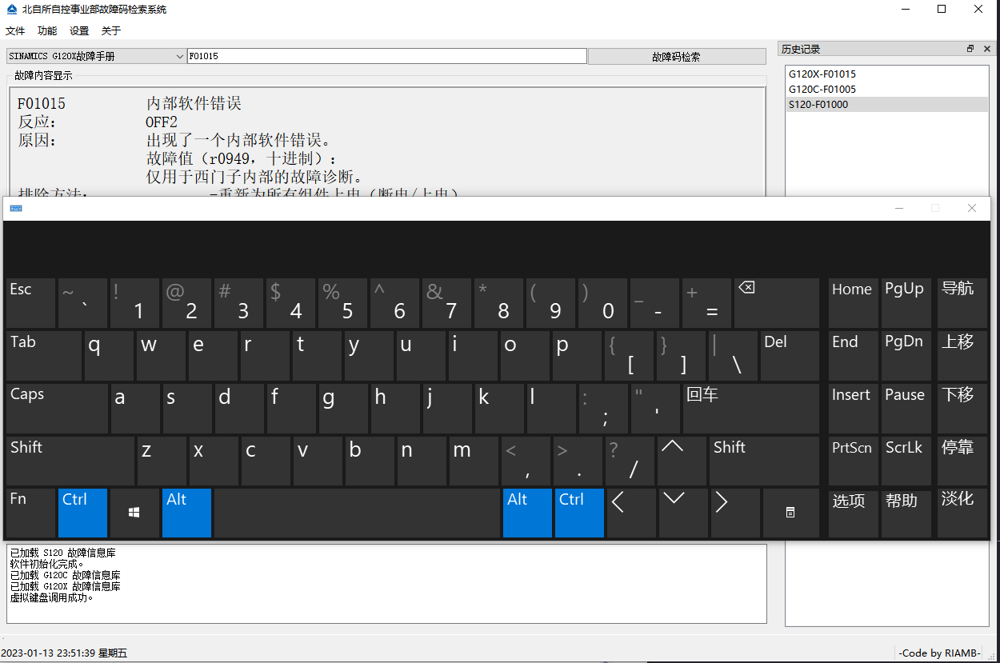 北自所自控事业部故障码检索系统
文件 功能 设置 关于
SINAMICS G120X故障手册 F01015 故障码检索
历史记录
G120X-F01015
G120C-F01005
S120-F01000
故障内容显示
F01015 内部软件错误
反应： OFF2
原因： 出现了一个内部软件错误。
故障值（r0949，十进制）：
仅用于西门子内部的故障诊断。
排除方法： -重新为所有组件上电（断电/上电）
Esc ~ ` ! 1 @ 2 # 3 $ 4 % 5 ^ 6 & 7 * 8 ( 9 ) 0 _ - + = Home PgUp 导航
Tab q w e r t y u i o p { [ } ] | \ Del End PgDn 上移
Caps a s d f g h j k l : ; " ' 回车 Insert Pause 下移
Shift z x c v b n m < , > . ? / Shift PrtScn ScrLk 停靠
Fn Ctrl Alt Alt Ctrl 选项 帮助 淡化
已加载 S120 故障信息库
软件初始化完成。
已加载 G120C 故障信息库
已加载 G120X 故障信息库
虚拟键盘调用成功。
2023-01-13 23:51:39 星期五 -Code by RIAMB-